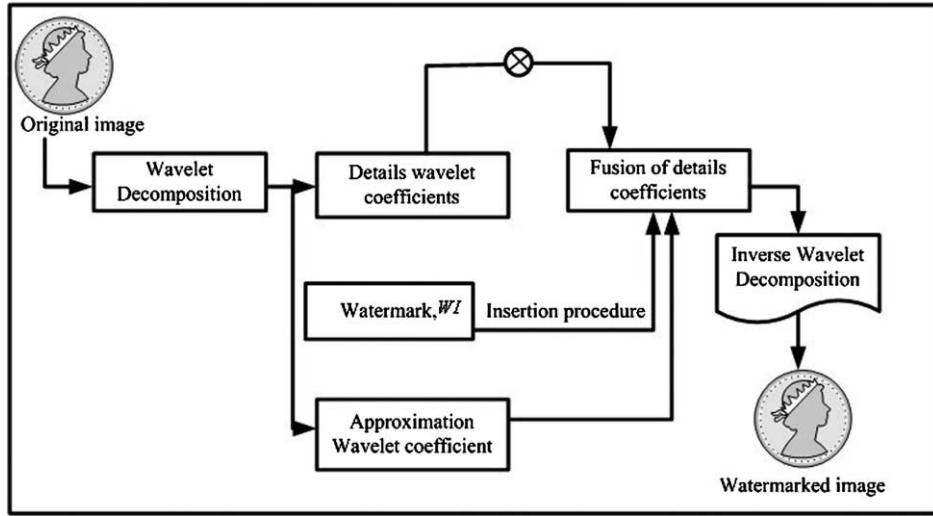 Original image
Wavelet
Decomposition
Details wavelet
coefficients
Fusion of details
coefficients
Inverse Wavelet
Decomposition
Watermark,WI
Insertion procedure
Approximation
Wavelet coefficient
Watermarked image